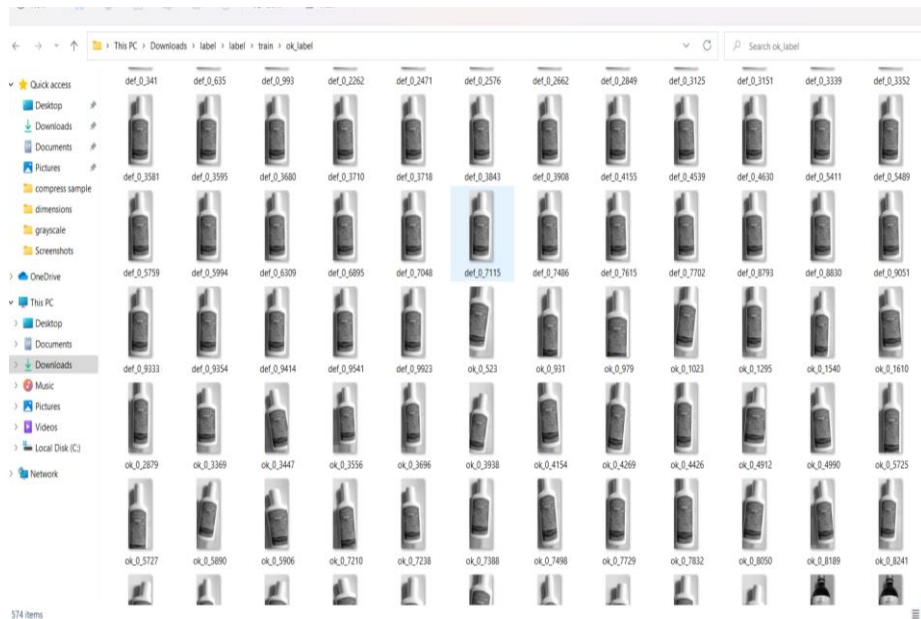 This PC > Downloads > label > label > train > ok_label
Search ok_label
Quick access
Desktop
Downloads
Documents
Pictures
compress sample
dimensions
grayscale
Screenshots
OneDrive
This PC
Desktop
Documents
Downloads
Music
Pictures
Videos
Local Disk (C:)
Network
def_0_341 def_0_635 def_0_993 def_0_2262 def_0_2471 def_0_2576 def_0_2662 def_0_2849 def_0_3125 def_0_3151 def_0_3339 def_0_3352
def_0_3581 def_0_3595 def_0_3680 def_0_3710 def_0_3718 def_0_3843 def_0_3908 def_0_4155 def_0_4539 def_0_4630 def_0_5411 def_0_5489
def_0_5759 def_0_5994 def_0_6309 def_0_6895 def_0_7048 def_0_7115 def_0_7486 def_0_7615 def_0_7702 def_0_8793 def_0_8830 def_0_9051
def_0_9333 def_0_9354 def_0_9414 def_0_9541 def_0_9923 ok_0_523 ok_0_931 ok_0_979 ok_0_1023 ok_0_1295 ok_0_1540 ok_0_1610
ok_0_2879 ok_0_3369 ok_0_3447 ok_0_3556 ok_0_3696 ok_0_3938 ok_0_4154 ok_0_4269 ok_0_4426 ok_0_4912 ok_0_4990 ok_0_5725
ok_0_5727 ok_0_5890 ok_0_5906 ok_0_7210 ok_0_7238 ok_0_7388 ok_0_7498 ok_0_7729 ok_0_7832 ok_0_8050 ok_0_8189 ok_0_8241
574 items